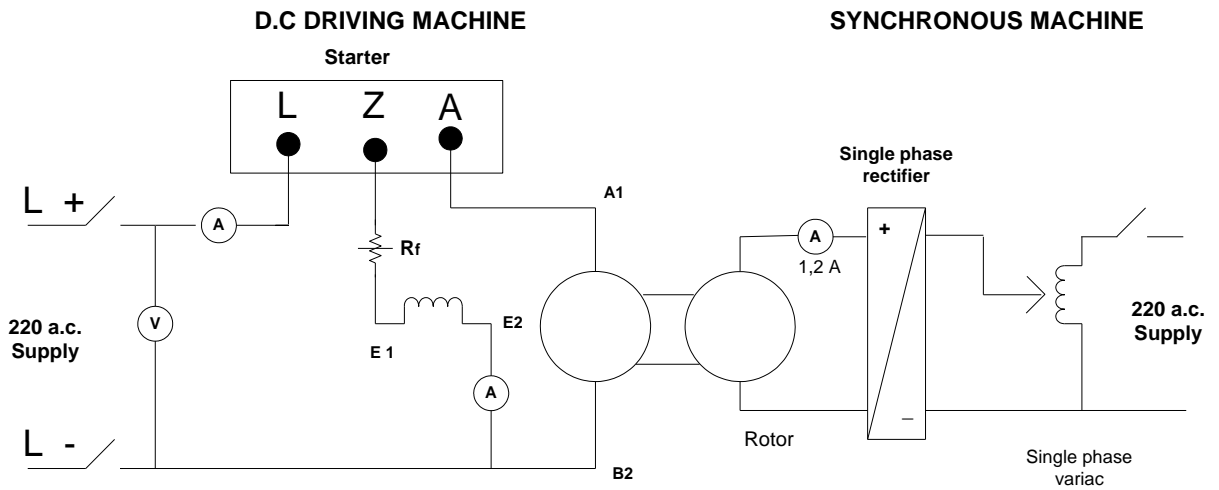 D.C DRIVING MACHINE
SYNCHRONOUS MACHINE
Starter
L Z A
Single phase
rectifier
A1
L +
A
Rf
A
1,2 A
+
V
220 a.c.
Supply
E 1
E2
A
220 a.c.
Supply
L -
B2
Rotor
–
Single phase
variac